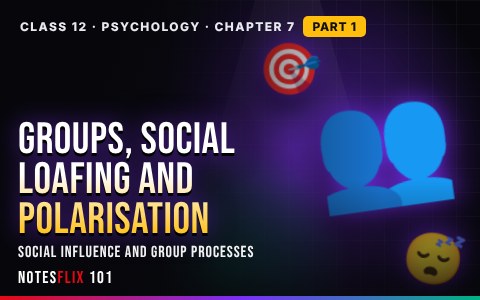 CLASS 12 · PSYCHOLOGY · CHAPTER 7 PART 1
GROUPS, SOCIAL
LOAFING AND
POLARISATION
SOCIAL INFLUENCE AND GROUP PROCESSES
NOTESFLIX 101